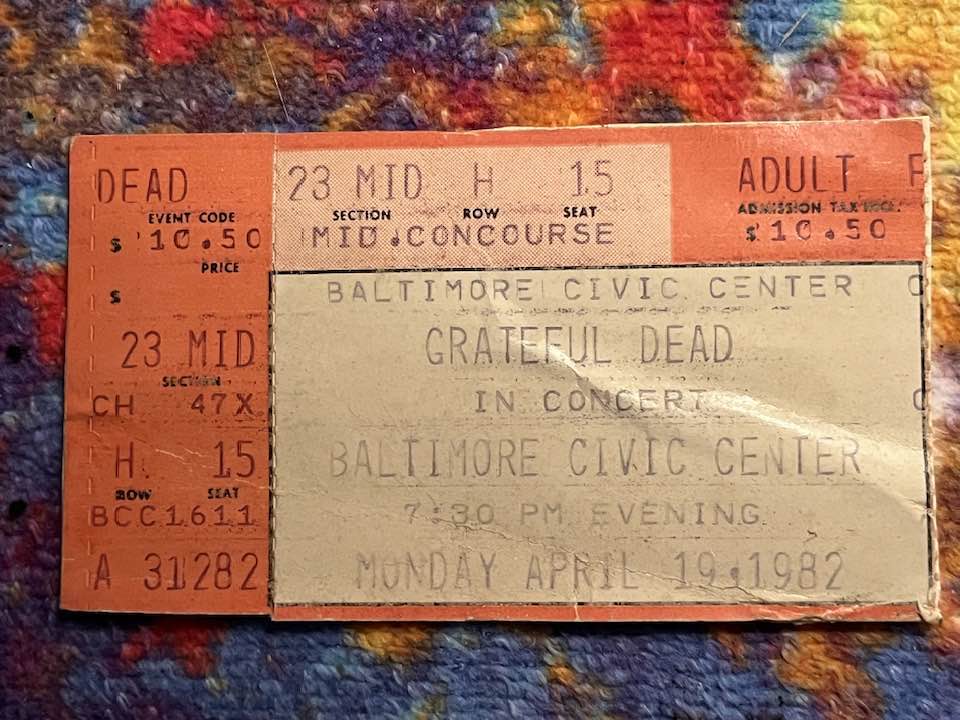 DEAD
EVENT CODE
$ 10.50
PRICE
$
23 MID
SECTION
CH 47X
H 15
ROW SEAT
BCC1611
A 31282
23 MID H 15
SECTION ROW SEAT
MID.CONCOURSE
ADULT
ADMISSION TAX INCL.
$ 10.50
BALTIMORE CIVIC CENTER
GRATEFUL DEAD
IN CONCERT
BALTIMORE CIVIC CENTER
7:30 PM EVENING
MONDAY APRIL 19,1982